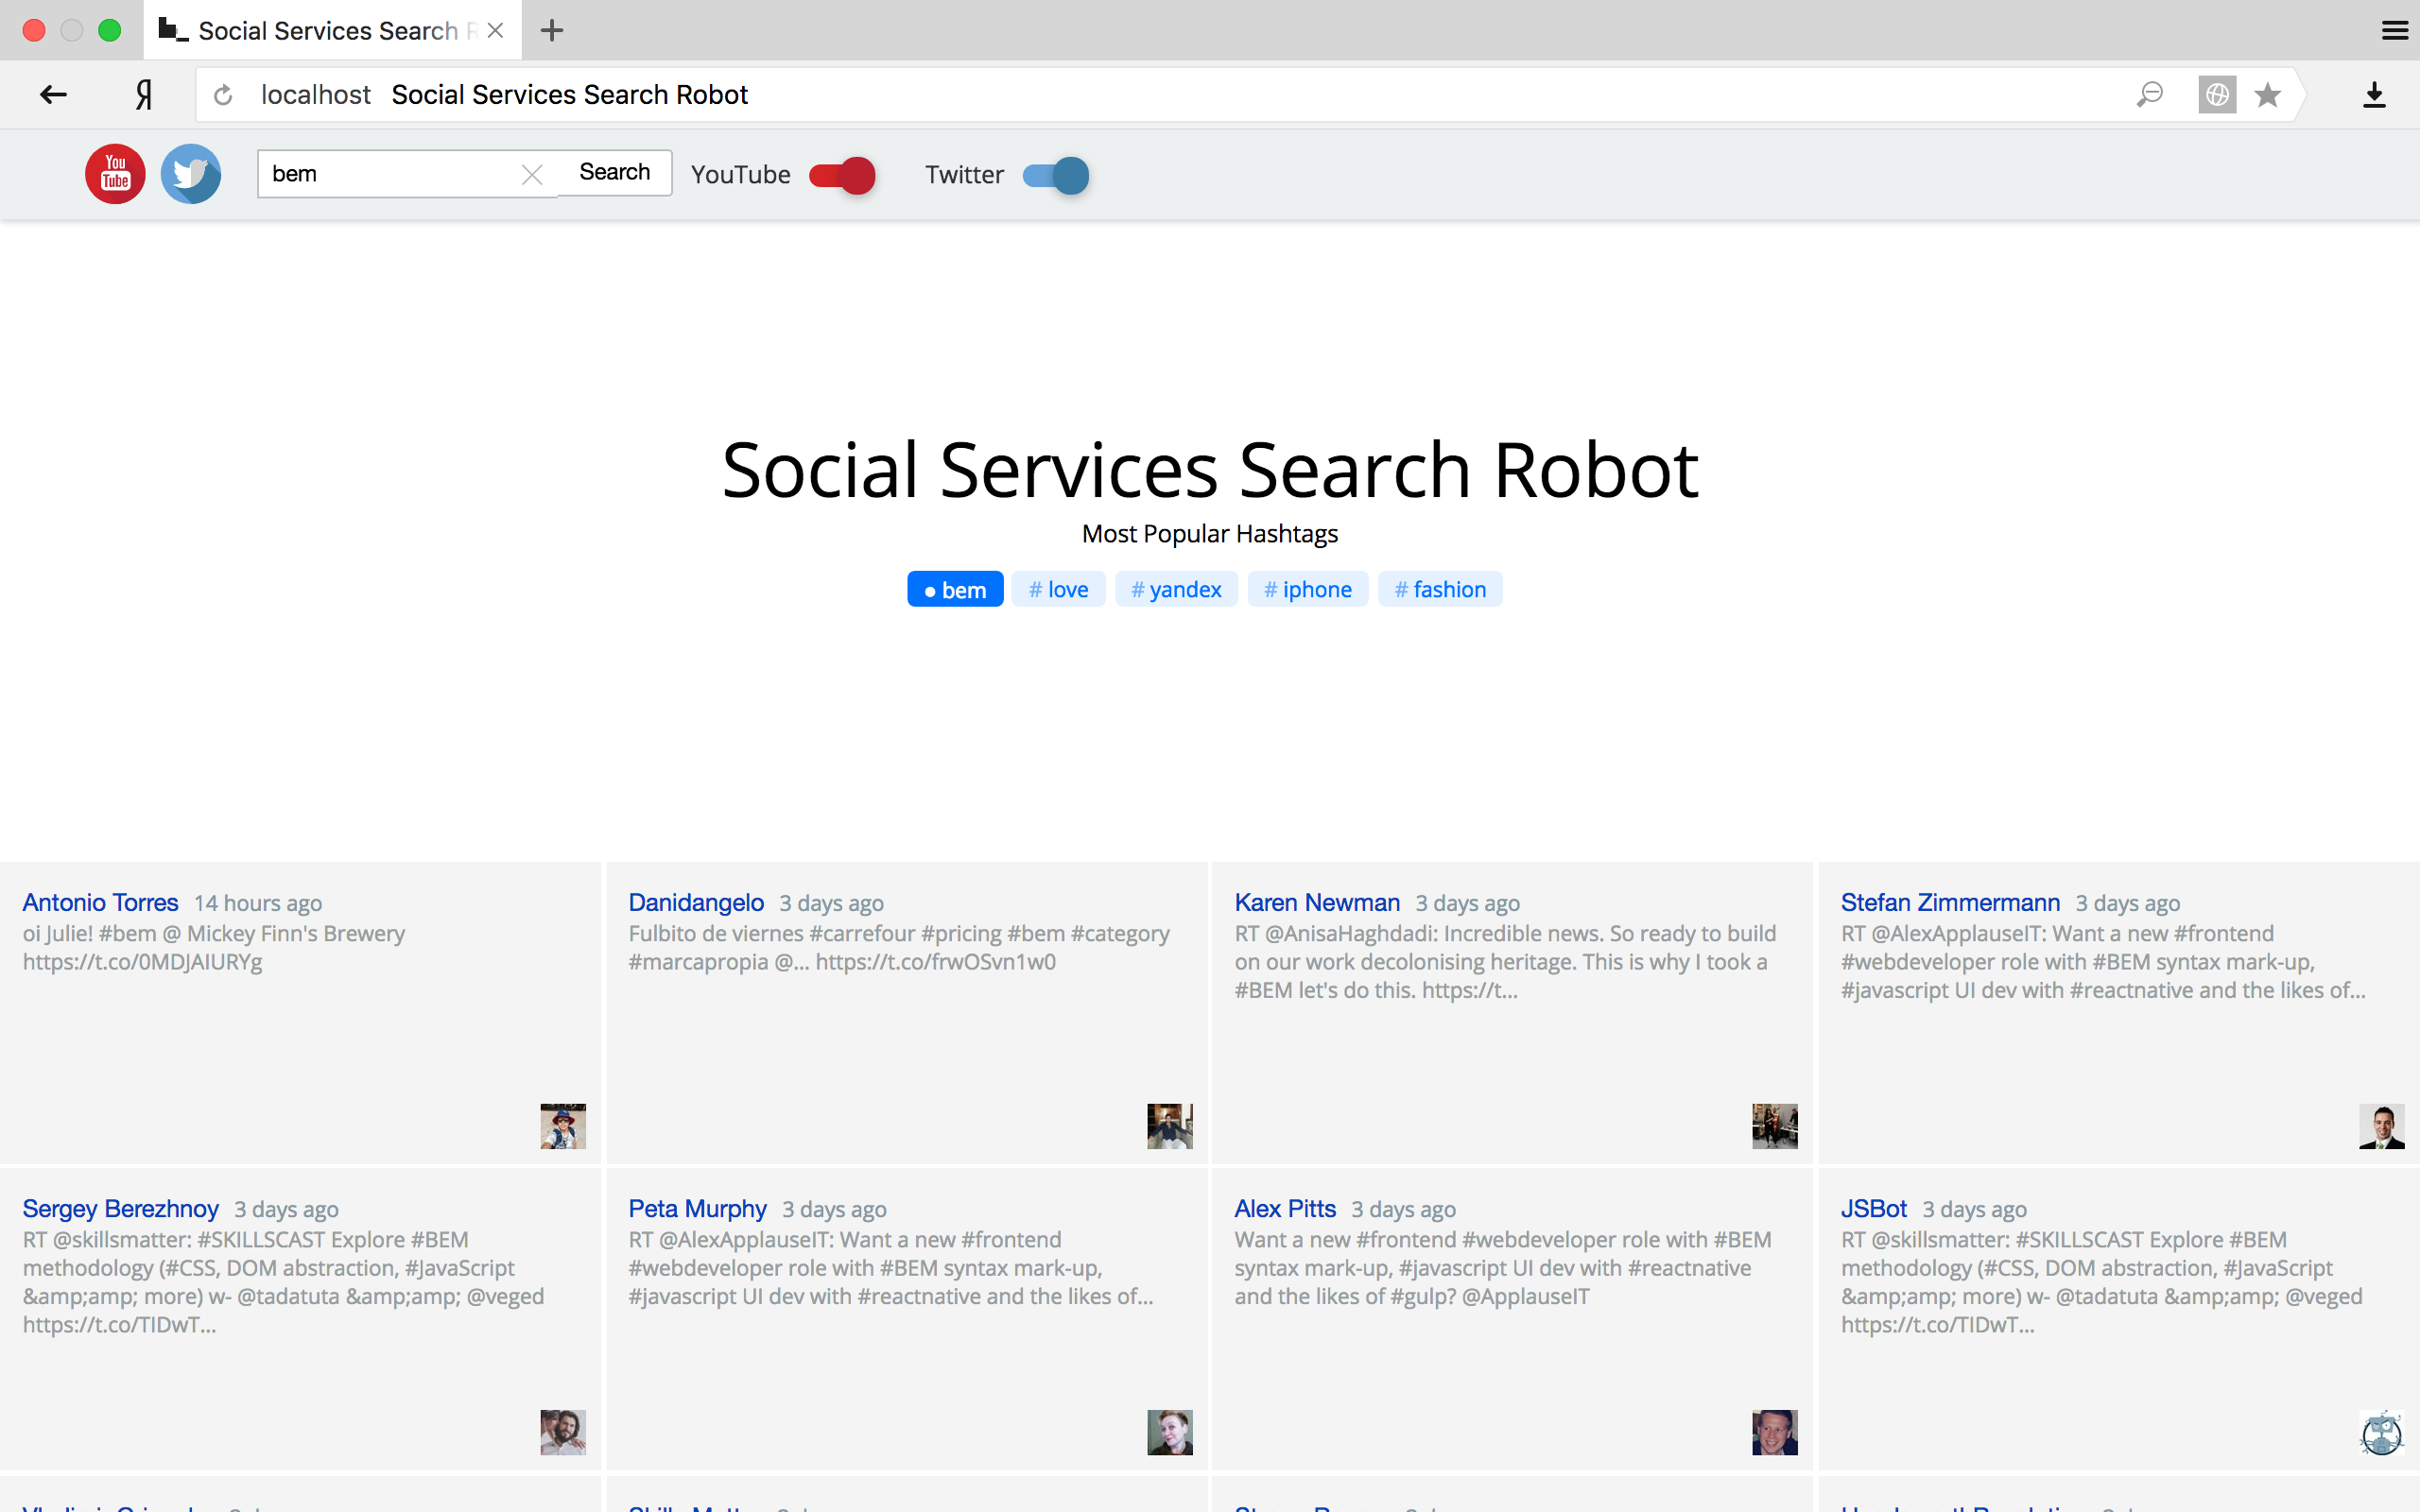 Social Services Search
localhost Social Services Search Robot
You
Tube
bem
Search
YouTube
Twitter
Social Services Search Robot
Most Popular Hashtags
bem
# love
# yandex
# iphone
# fashion
Antonio Torres 14 hours ago
oi Julie! #bem @ Mickey Finn's Brewery
https://t.co/0MDJAIURYg
Danidangelo 3 days ago
Fulbito de viernes #carrefour #pricing #bem #category
#marcapropia @... https://t.co/frwOSvn1w0
Karen Newman 3 days ago
RT @AnisaHaghdadi: Incredible news. So ready to build
on our work decolonising heritage. This is why I took a
#BEM let's do this. https://t...
Stefan Zimmermann 3 days ago
RT @AlexApplauseIT: Want a new #frontend
#webdeveloper role with #BEM syntax mark-up,
#javascript UI dev with #reactnative and the likes of...
Sergey Berezhnoy 3 days ago
RT @skillsmatter: #SKILLSCAST Explore #BEM
methodology (#CSS, DOM abstraction, #JavaScript
&amp;amp; more) w- @tadatuta &amp;amp; @veged
https://t.co/TIDwT...
Peta Murphy 3 days ago
RT @AlexApplauseIT: Want a new #frontend
#webdeveloper role with #BEM syntax mark-up,
#javascript UI dev with #reactnative and the likes of...
Alex Pitts 3 days ago
Want a new #frontend #webdeveloper role with #BEM
syntax mark-up, #javascript UI dev with #reactnative
and the likes of #gulp? @ApplauseIT
JSBot 3 days ago
RT @skillsmatter: #SKILLSCAST Explore #BEM
methodology (#CSS, DOM abstraction, #JavaScript
&amp;amp; more) w- @tadatuta &amp;amp; @veged
https://t.co/TIDwT...